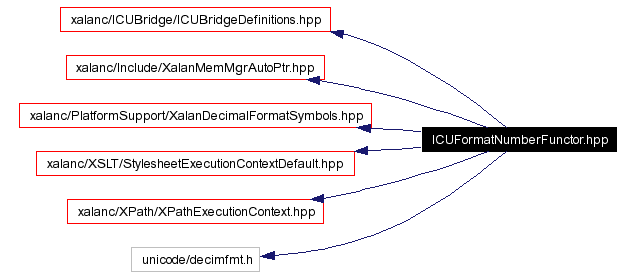 xalanc/ICUBridge/ICUBridgeDefinitions.hpp
xalanc/Include/XalanMemMgrAutoPtr.hpp
xalanc/PlatformSupport/XalanDecimalFormatSymbols.hpp
ICUFormatNumberFunctor.hpp
xalanc/XSLT/StylesheetExecutionContextDefault.hpp
xalanc/XPath/XPathExecutionContext.hpp
unicode/decimfmt.h